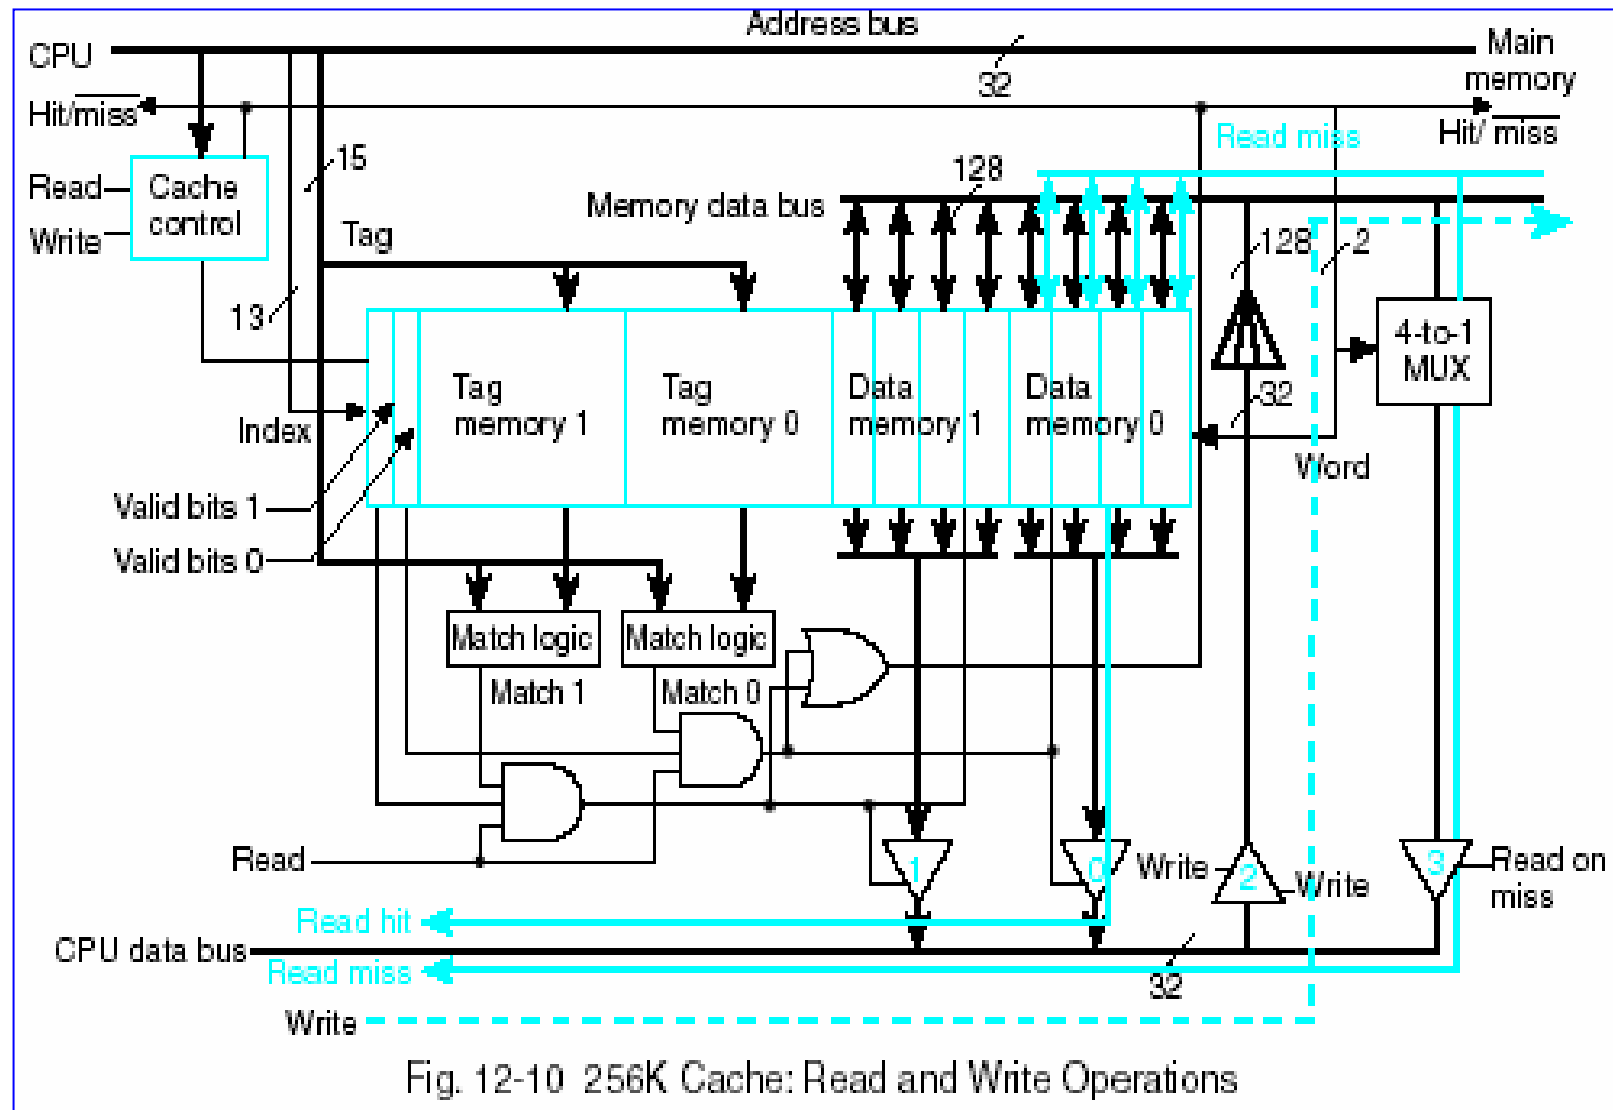 Address bus
CPU
32
Main
memory
Hit/miss
Hit/ miss
Read miss
15
128
Read
Cache
control
Write
Memory data bus
Tag
128
2
13
4-to-1
MUX
Tag
memory 1
Tag
memory 0
Data
memory 1
Data
memory 0
32
Index
Word
Valid bits 1
Valid bits 0
Match logic
Match logic
Match 1
Match 0
Read
1
0
Write
2
Write
3
Read on
miss
Read hit
CPU data bus
Read miss
32
Write
Fig. 12-10 256K Cache: Read and Write Operations